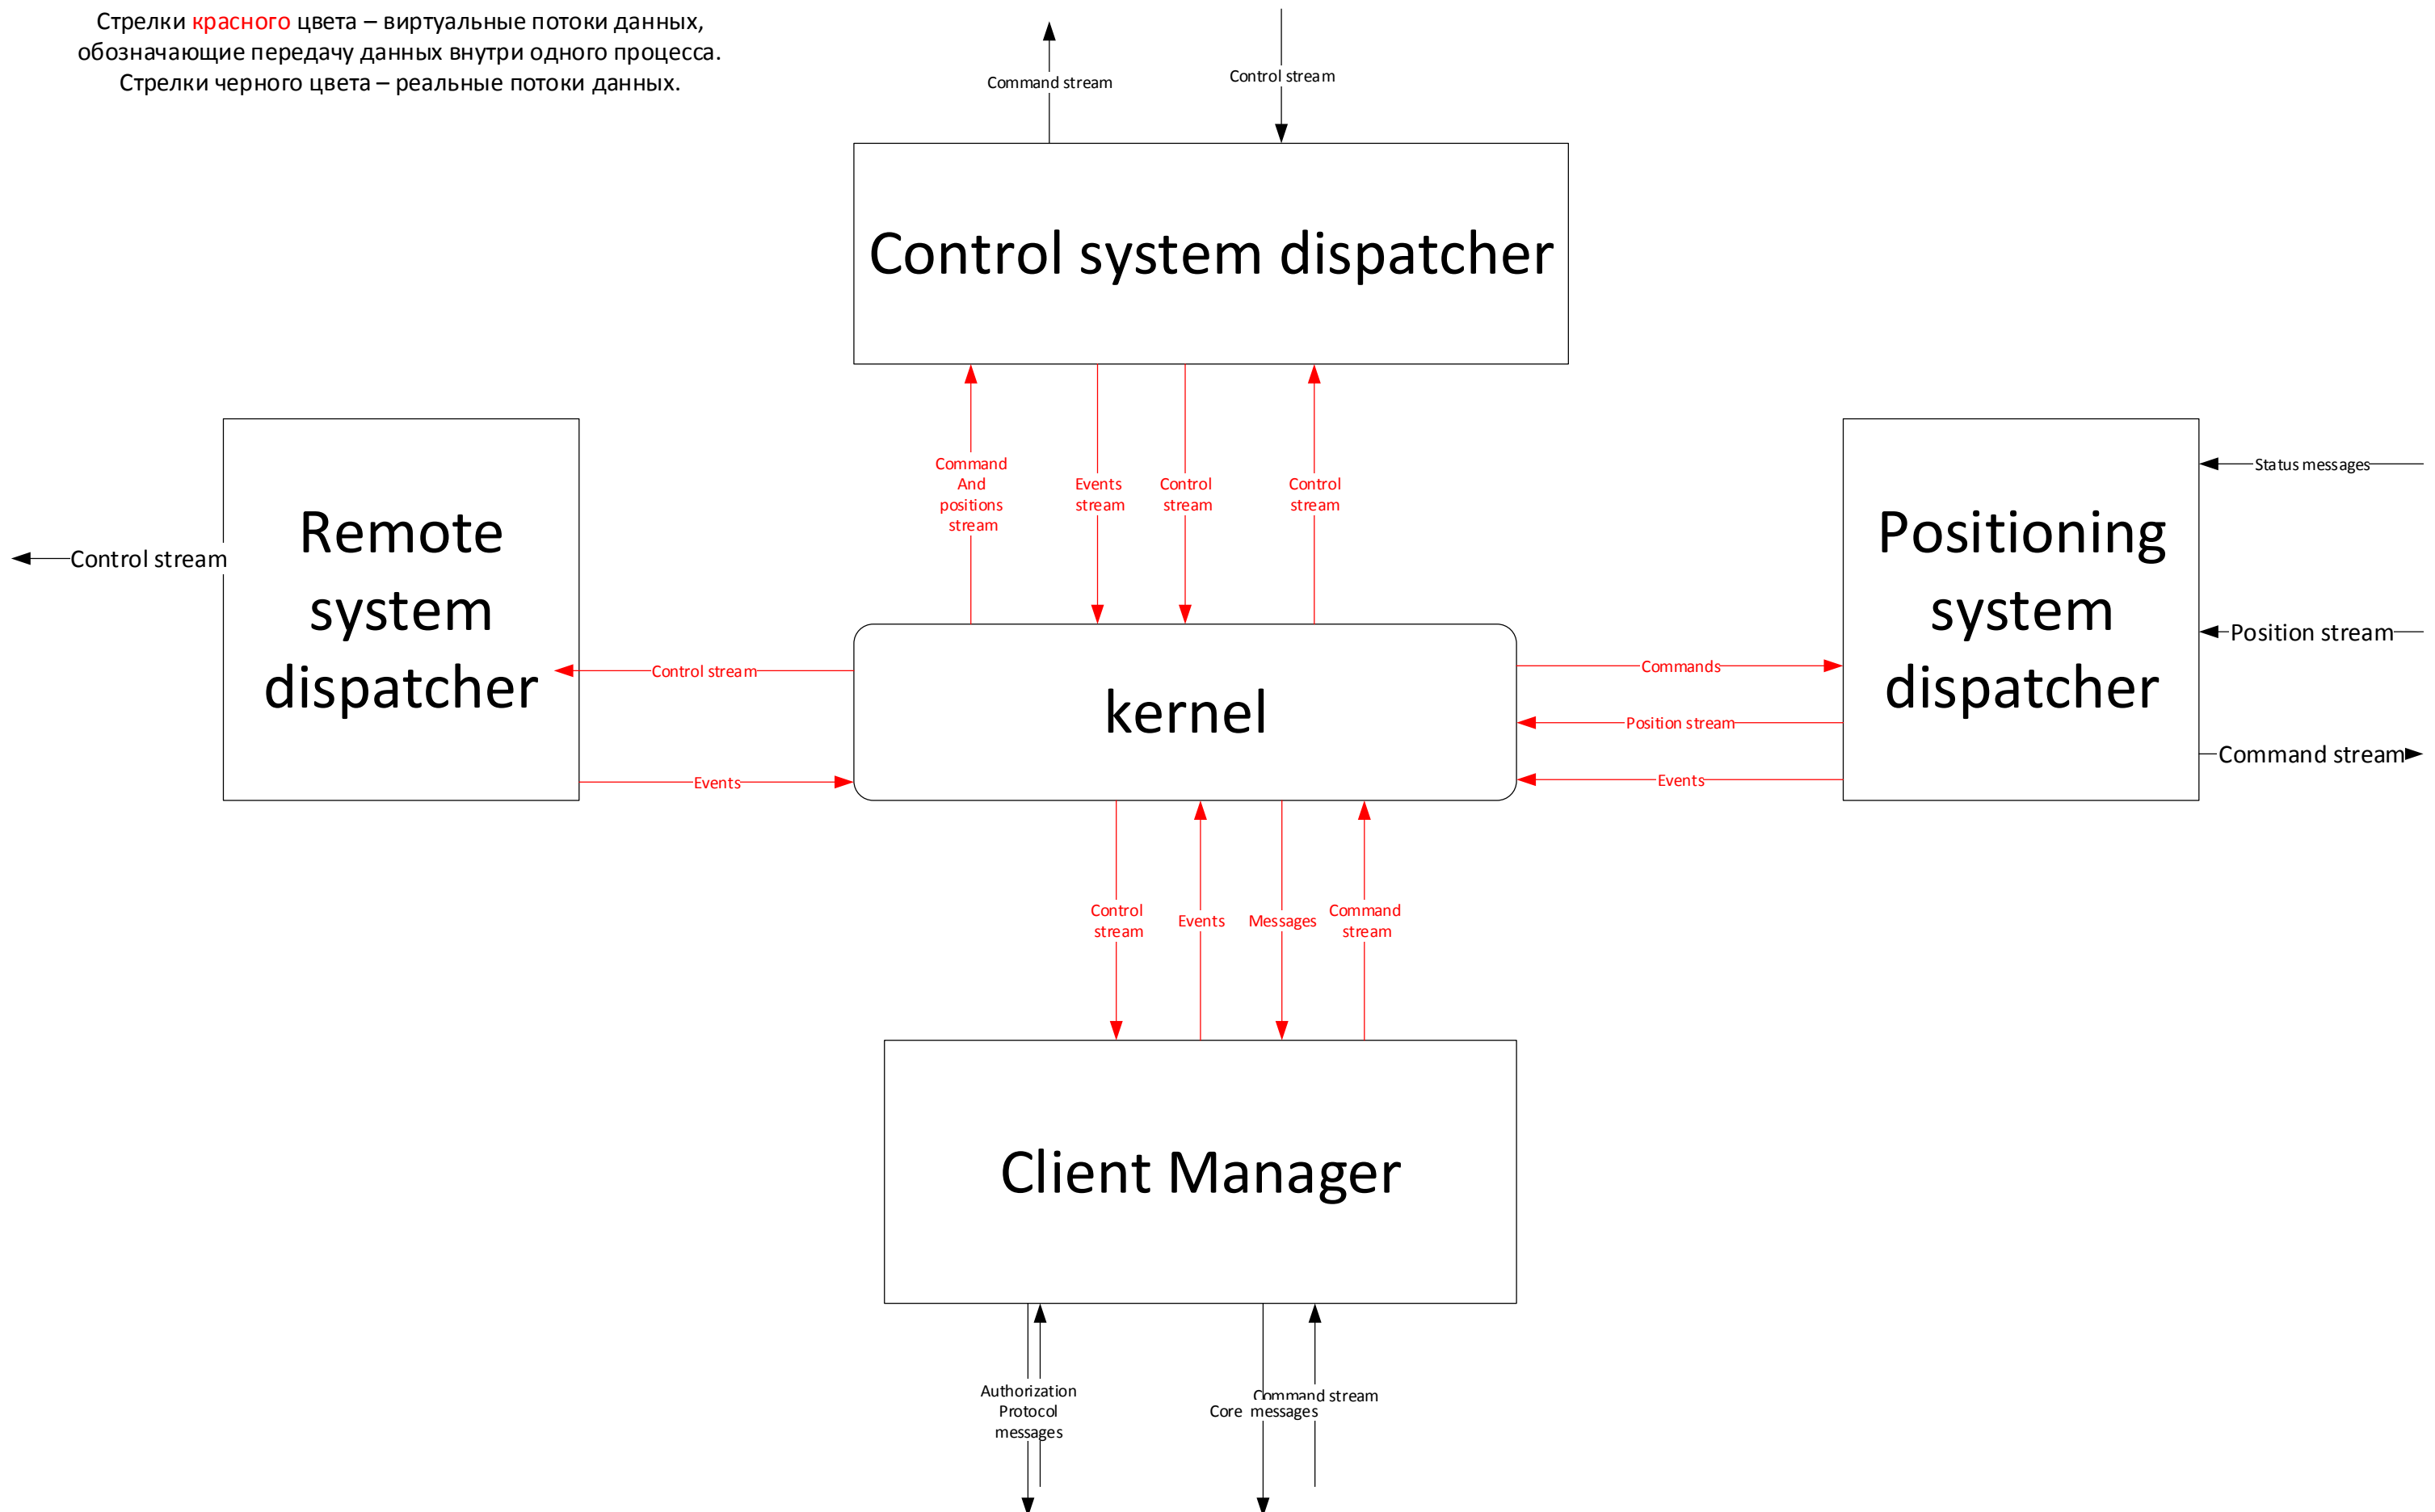 Стрелки красного цвета – виртуальные потоки данных,
обозначающие передачу данных внутри одного процесса.
Стрелки черного цвета – реальные потоки данных.
Command stream
Control stream
Control system dispatcher
Command
And
positions
stream
Events
stream
Control
stream
Control
stream
Remote
system
dispatcher
Control stream
Positioning
system
dispatcher
Status messages
Position stream
Command stream
Control stream
Events
kernel
Commands
Position stream
Events
Control
stream
Events
Messages
Command
stream
Client Manager
Authorization
Protocol
messages
Command stream
Core messages